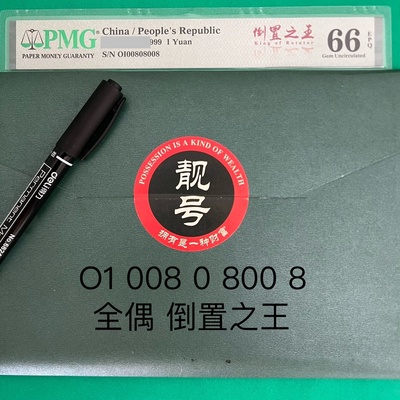 PMG
PAPER MONEY GUARANTY
China / People's Republic
999 1 Yuan
S/N OI00808008
倒置之王
King of Rotator
66
EPQ
Gem Uncirculated
POSSESSION IS A KIND OF WEALTH
靓号
拥有是一种财富
deli
Permanent M
O1 008 0 800 8
全偶 倒置之王